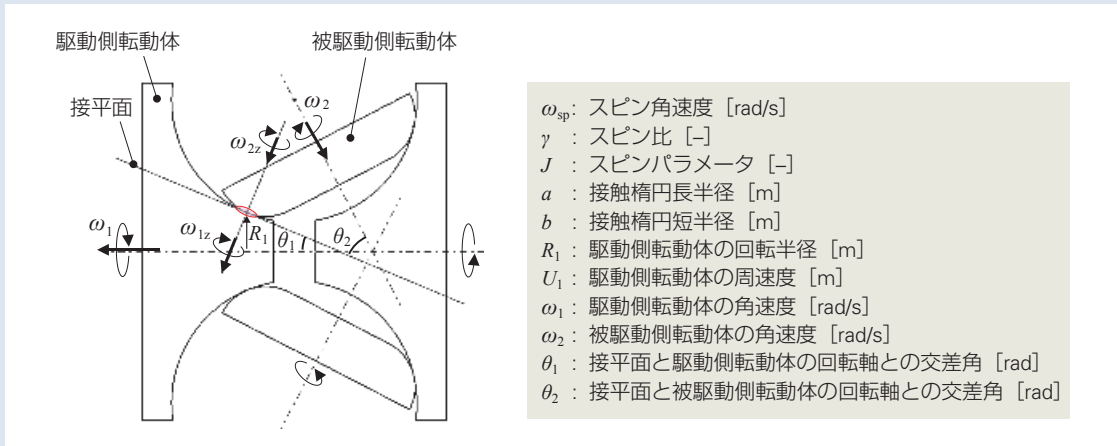 駆動側転動体
被駆動側転動体
接平面
ω2
ω2z
ω1
ω1z
R1
θ1
θ2
ωsp : スピン角速度 [rad/s]
γ : スピン比 [–]
J : スピンパラメータ [–]
a : 接触楕円長半径 [m]
b : 接触楕円短半径 [m]
R1 : 駆動側転動体の回転半径 [m]
U1 : 駆動側転動体の周速度 [m]
ω1 : 駆動側転動体の角速度 [rad/s]
ω2 : 被駆動側転動体の角速度 [rad/s]
θ1 : 接平面と駆動側転動体の回転軸との交差角 [rad]
θ2 : 接平面と被駆動側転動体の回転軸との交差角 [rad]